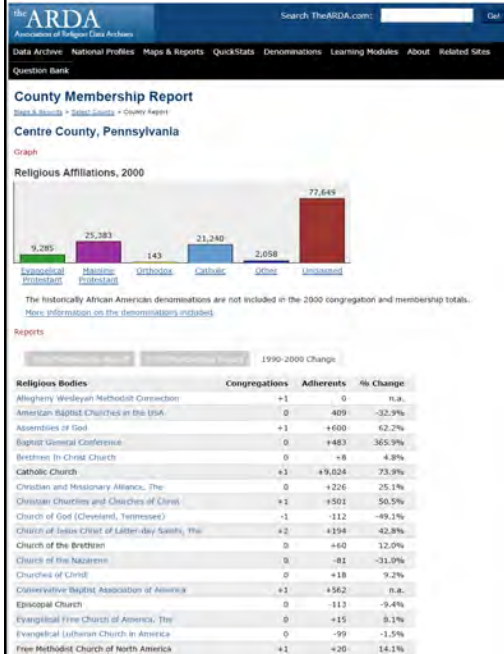 the ARDA
Association of Religion Data Archives
Search TheARDA.com:
Go!
Data Archive National Profiles Maps & Reports QuickStats Denominations Learning Modules About Related Sites
Question Bank
County Membership Report
Maps & Reports > Select County > County Report
Centre County, Pennsylvania
Graph
Religious Affiliations, 2000
77,649
25,383
21,240
9,285
143
2,058
Evangelical Protestant Mainline Protestant Orthodox Catholic Other Unclaimed
The historically African American denominations are not included in the 2000 congregation and membership totals.
More information on the denominations included.
Reports
1990-2000 Change
Religious Bodies Congregations Adherents % Change
Allegheny Wesleyan Methodist Connection +1 0 n.a.
American Baptist Churches in the USA 0 409 -32.9%
Assemblies of God +1 +600 62.2%
Baptist General Conference 0 +483 365.9%
Brethren In Christ Church 0 +8 4.8%
Catholic Church +1 +9,024 73.9%
Christian and Missionary Alliance, The 0 +226 25.1%
Christian Churches and Churches of Christ +1 +501 50.5%
Church of God (Cleveland, Tennessee) -1 -112 -49.1%
Church of Jesus Christ of Latter-day Saints, The +2 +194 42.8%
Church of the Brethren 0 +60 12.0%
Church of the Nazarene 0 -81 -31.0%
Churches of Christ 0 +18 9.2%
Conservative Baptist Association of America +1 +562 n.a.
Episcopal Church 0 -113 -9.4%
Evangelical Free Church of America, The 0 +15 8.1%
Evangelical Lutheran Church in America 0 -99 -1.5%
Free Methodist Church of North America +1 +20 14.1%